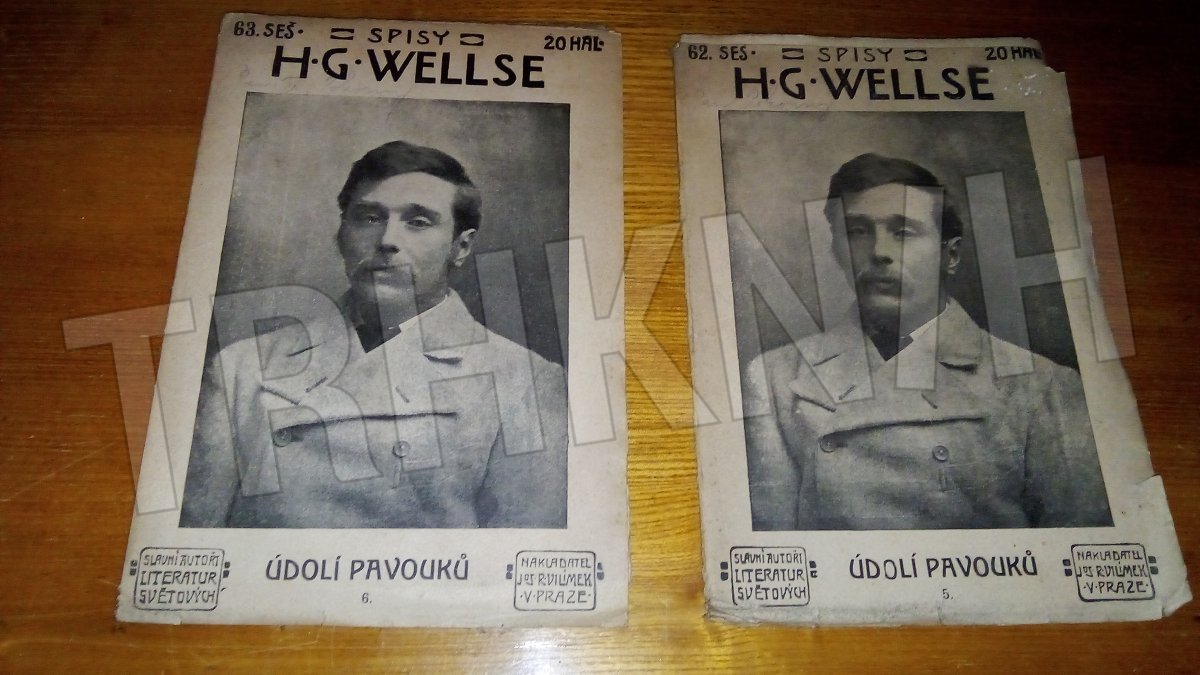 63. SEŠ.
SPISY
20 HAL.
H·G·WELLSE
SLAVNÍ AUTOŘI
LITERATUR
SVĚTOVÝCH
ÚDOLÍ PAVOUKŮ
6.
NAKLADATEL
JOS R. VILÍMEK
·V·PRAZE·
62. SEŠ.
SPISY
20 HAL
H·G·WELLSE
SLAVNÍ AUTOŘI
LITERATUR
SVĚTOVÝCH
ÚDOLÍ PAVOUKŮ
5.
NAKLADATEL
JOS R. VILÍMEK
·V·PRAZE·
TRHKNIH